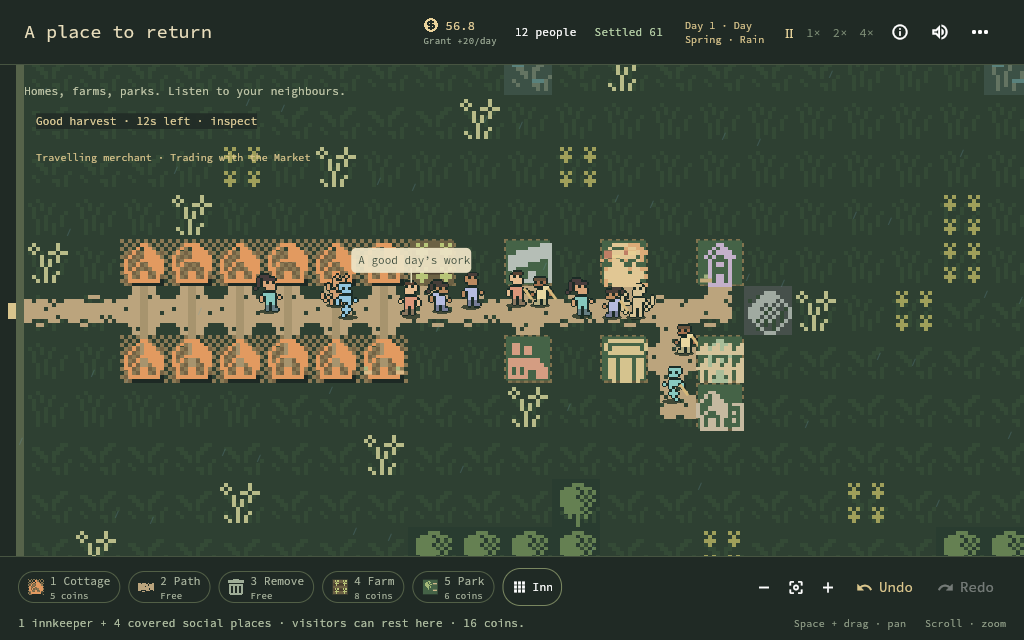 A place to return
56.8
Grant +20/day
12 people
Settled 61
Day 1 · Day
Spring · Rain
II 1× 2× 4×
Homes, farms, parks. Listen to your neighbours.
Good harvest · 12s left · inspect
Travelling merchant · Trading with the Market
A good day's work
1 Cottage
5 coins
2 Path
Free
3 Remove
Free
4 Farm
8 coins
5 Park
6 coins
Inn
Undo
Redo
1 innkeeper + 4 covered social places · visitors can rest here · 16 coins.
Space + drag · pan
Scroll · zoom